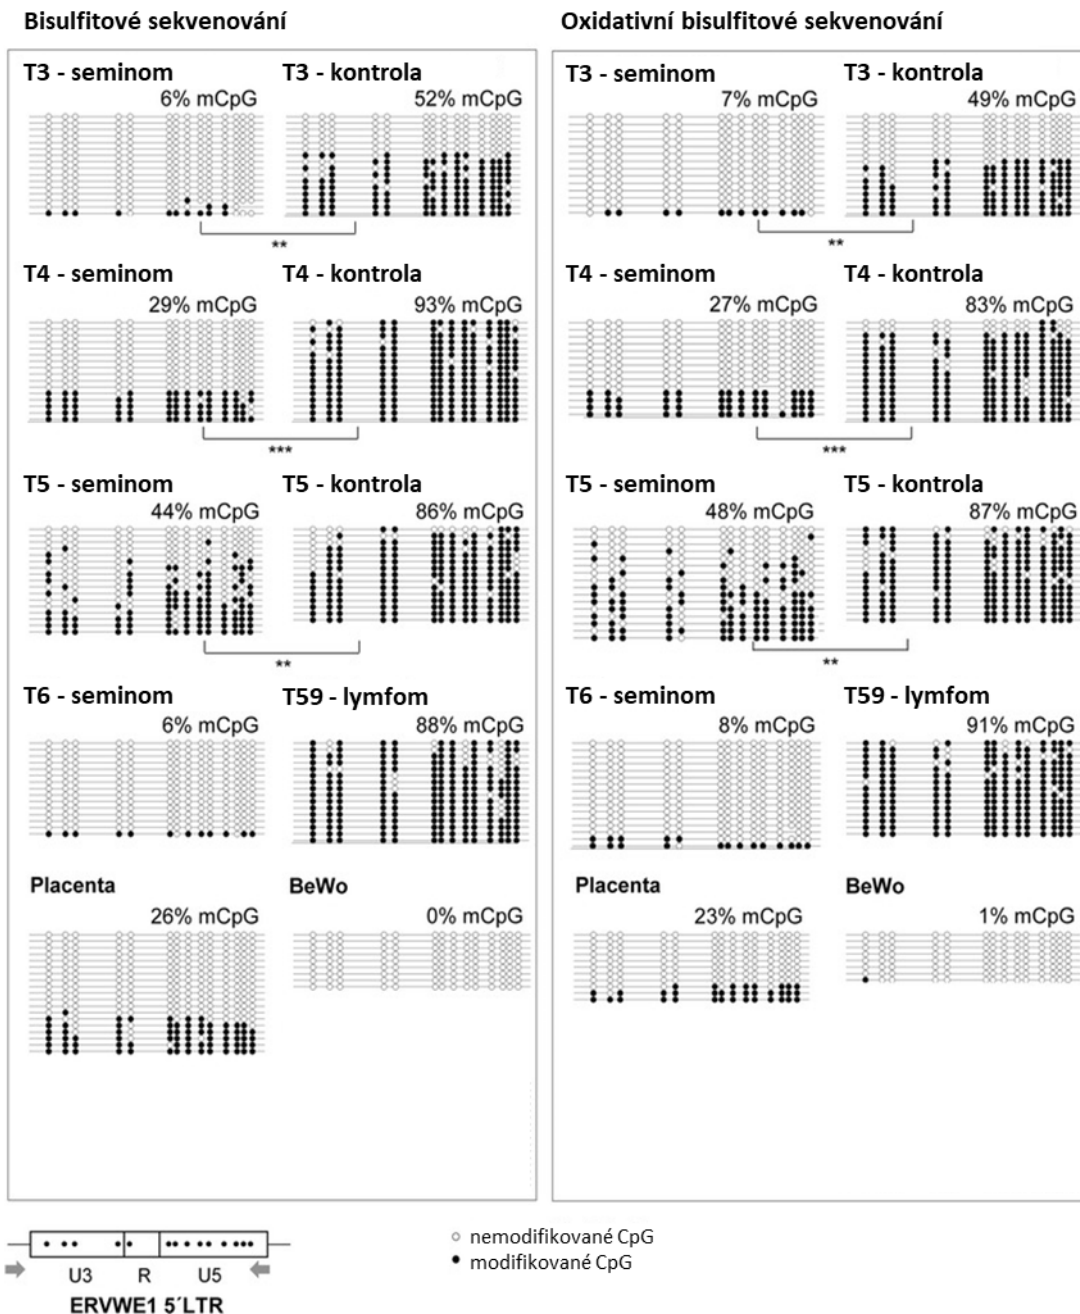 Bisulfitové sekvenování
Oxidativní bisulfitové sekvenování
T3 - seminom
T3 - kontrola
6% mCpG
52% mCpG
**
T4 - seminom
T4 - kontrola
29% mCpG
93% mCpG
***
T5 - seminom
T5 - kontrola
44% mCpG
86% mCpG
**
T6 - seminom
T59 - lymfom
6% mCpG
88% mCpG
Placenta
BeWo
26% mCpG
0% mCpG
T3 - seminom
T3 - kontrola
7% mCpG
49% mCpG
**
T4 - seminom
T4 - kontrola
27% mCpG
83% mCpG
***
T5 - seminom
T5 - kontrola
48% mCpG
87% mCpG
**
T6 - seminom
T59 - lymfom
8% mCpG
91% mCpG
Placenta
BeWo
23% mCpG
1% mCpG
U3 R U5
ERVWE1 5´LTR
nemodifikované CpG
modifikované CpG